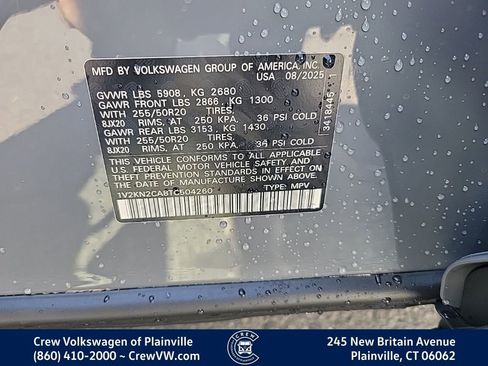 MFD BY VOLKSWAGEN GROUP OF AMERICA, INC.
USA 08/2025
GVWR LBS 5908, KG 2680
GAWR FRONT LBS 2866, KG 1300
WITH 255/50R20 TIRES,
8JX20 RIMS, AT 250 KPA, 36 PSI COLD
GAWR REAR LBS 3153, KG 1430
WITH 255/50R20 TIRES,
8JX20 RIMS, AT 250 KPA, 36 PSI COLD
THIS VEHICLE CONFORMS TO ALL APPLICABLE
U.S. FEDERAL MOTOR VEHICLE SAFETY AND
THEFT PREVENTION STANDARDS IN EFFECT ON
THE DATE OF MANUFACTURE SHOWN ABOVE.
1V2KN2CA8TC504260 TYPE: MPV
3418445 1
Crew Volkswagen of Plainville
(860) 410-2000 ~ CrewVW.com
CREW
245 New Britain Avenue
Plainville, CT 06062